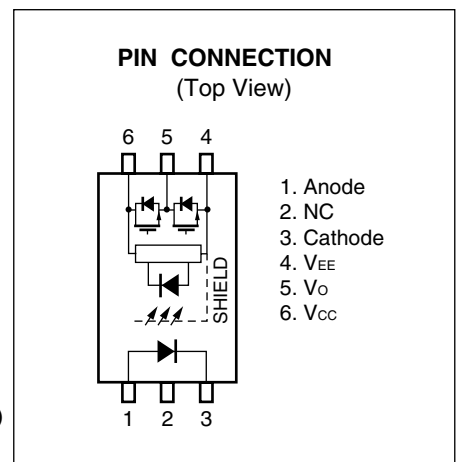 PIN CONNECTION
(Top View)
6 5 4
1. Anode
2. NC
3. Cathode
4. VEE
5. VO
6. VCC
SHIELD
1 2 3
)